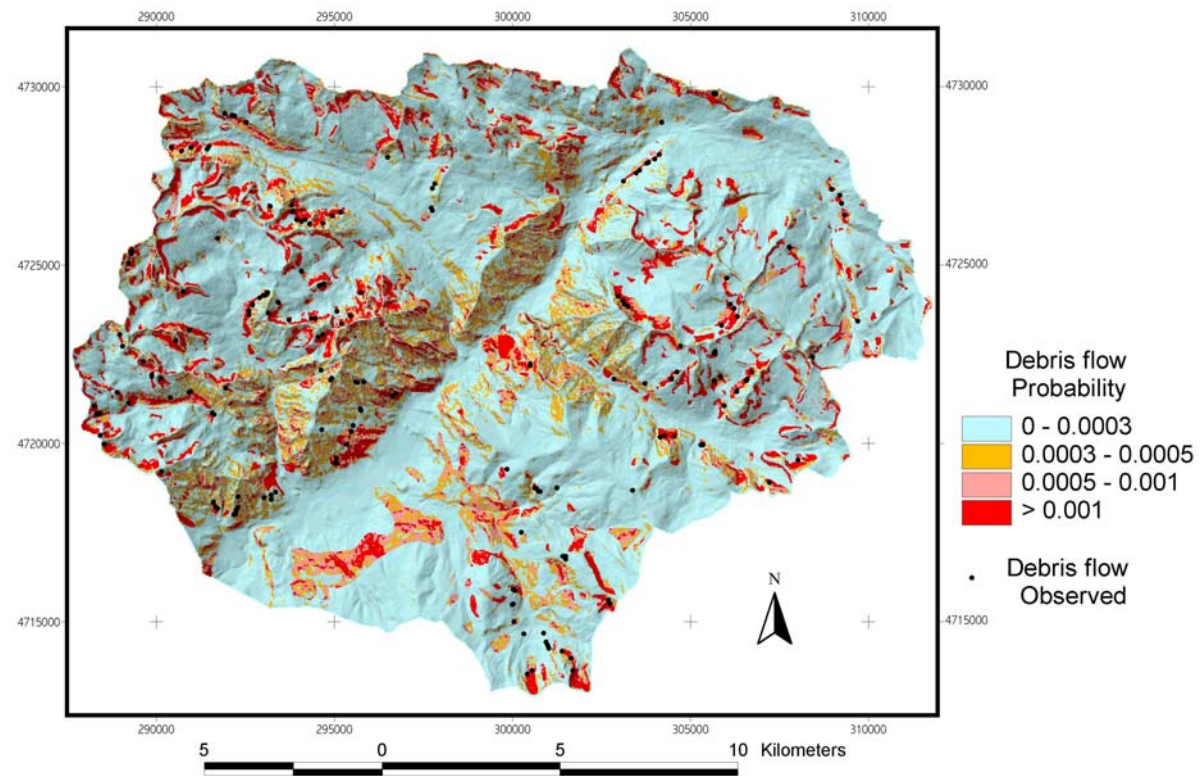 290000 295000 300000 305000 310000
4730000 4730000
4725000 4725000
4720000 4720000
4715000 4715000
290000 295000 300000 305000 310000
Debris flow
Probability
0 - 0.0003
0.0003 - 0.0005
0.0005 - 0.001
> 0.001
Debris flow
Observed
N
5 0 5 10 Kilometers